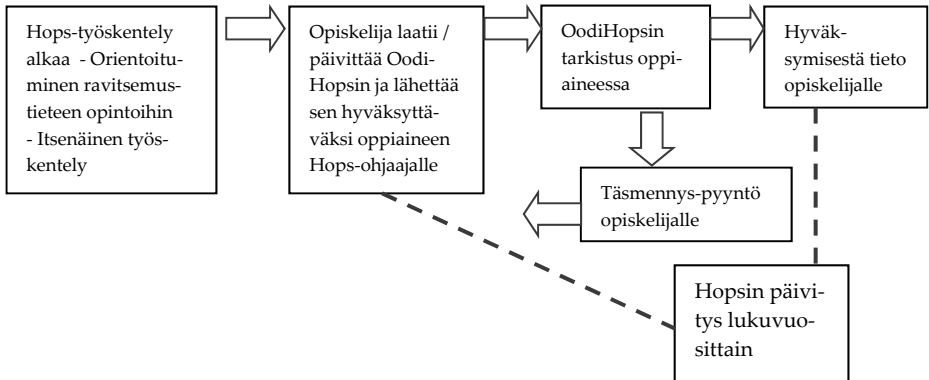 Hops-työskentely
alkaa - Orientoitu-
minen ravitsemus-
tieteen opintoihin
- Itsenäinen työs-
kentely
Opiskelija laatii /
päivittää Oodi-
Hopsin ja lähettää
sen hyväksyttä-
väksi oppiaineen
Hops-ohjaajalle
OodiHopsin
tarkistus oppi-
aineessa
Hyväk-
symisestä tieto
opiskelijalle
Täsmennys-pyyntö
opiskelijalle
Hopsin päivi-
tys lukuvuo-
sittain